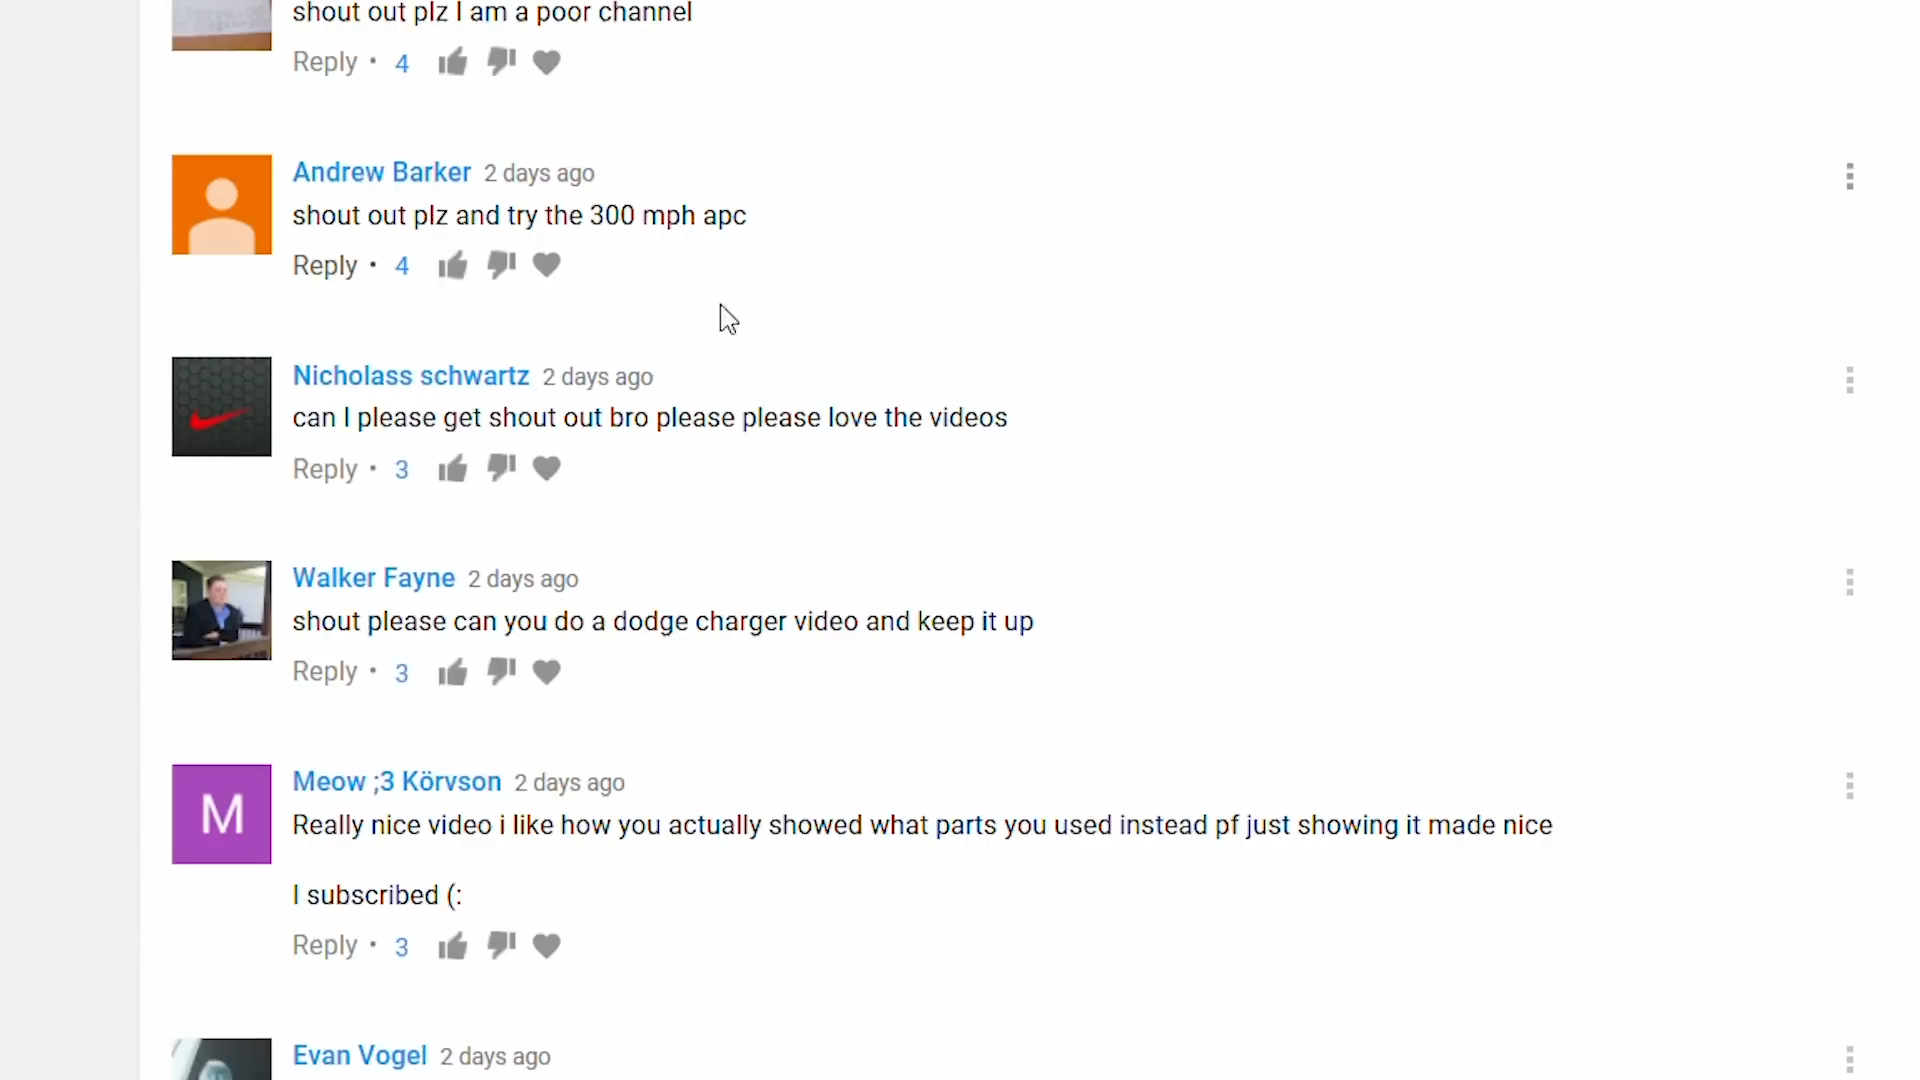 shout out plz I am a poor channel
Reply • 4
Andrew Barker 2 days ago
shout out plz and try the 300 mph apc
Reply • 4
Nicholass schwartz 2 days ago
can I please get shout out bro please please love the videos
Reply • 3
Walker Fayne 2 days ago
shout please can you do a dodge charger video and keep it up
Reply • 3
M
Meow ;3 Körvson 2 days ago
Really nice video i like how you actually showed what parts you used instead pf just showing it made nice
I subscribed (:
Reply • 3
Evan Vogel 2 days ago